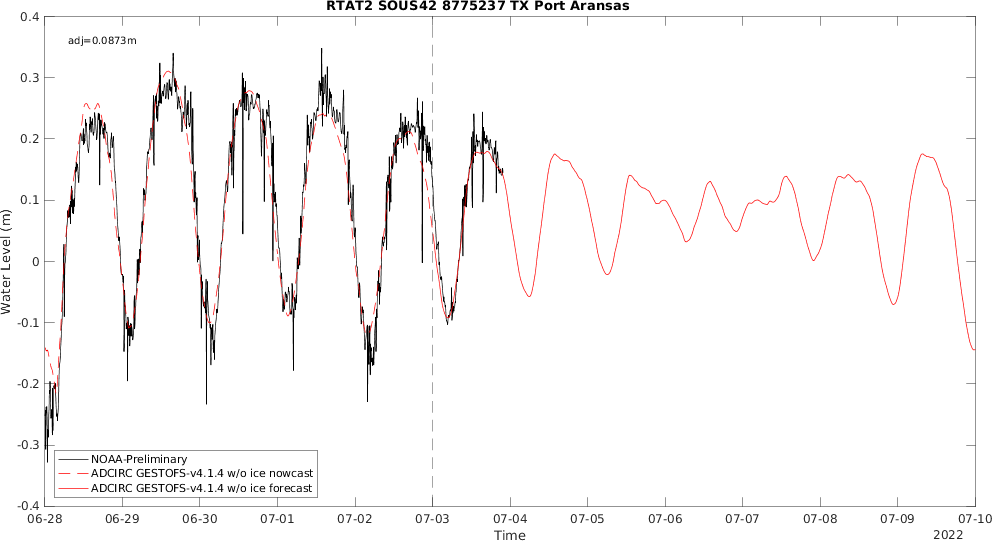 RTAT2 SOUS42 8775237 TX Port Aransas
adj=0.0873m
0.4
0.3
0.2
0.1
0
-0.1
-0.2
-0.3
-0.4
Water Level (m)
NOAA-Preliminary
ADCIRC GESTOFS-v4.1.4 w/o ice nowcast
ADCIRC GESTOFS-v4.1.4 w/o ice forecast
06-28 06-29 06-30 07-01 07-02 07-03 07-04 07-05 07-06 07-07 07-08 07-09 07-10
Time
2022